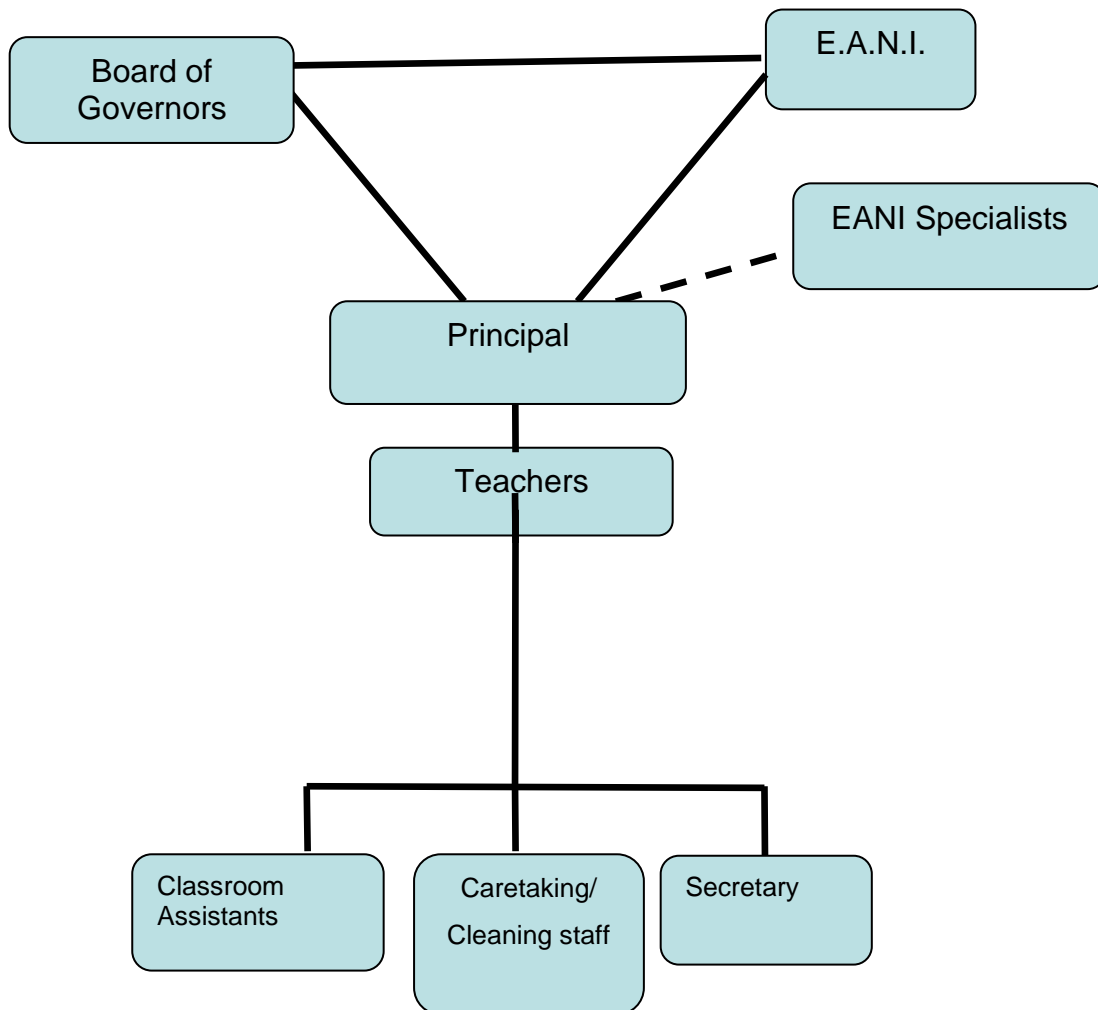 Board of
Governors
E.A.N.I.
EANI Specialists
Principal
Teachers
Classroom
Assistants
Caretaking/
Cleaning staff
Secretary